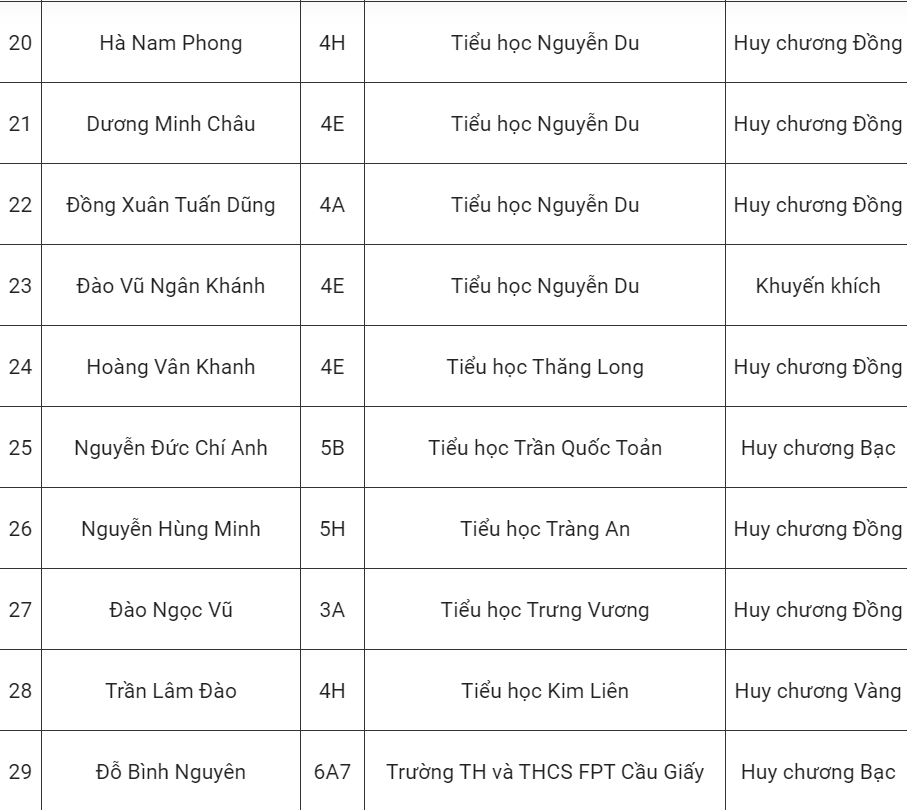 20 Hà Nam Phong 4H Tiểu học Nguyễn Du Huy chương Đồng
21 Dương Minh Châu 4E Tiểu học Nguyễn Du Huy chương Đồng
22 Đồng Xuân Tuấn Dũng 4A Tiểu học Nguyễn Du Huy chương Đồng
23 Đào Vũ Ngân Khánh 4E Tiểu học Nguyễn Du Khuyến khích
24 Hoàng Vân Khanh 4E Tiểu học Thăng Long Huy chương Đồng
25 Nguyễn Đức Chí Anh 5B Tiểu học Trần Quốc Toản Huy chương Bạc
26 Nguyễn Hùng Minh 5H Tiểu học Tràng An Huy chương Đồng
27 Đào Ngọc Vũ 3A Tiểu học Trưng Vương Huy chương Đồng
28 Trần Lâm Đào 4H Tiểu học Kim Liên Huy chương Vàng
29 Đỗ Bình Nguyên 6A7 Trường TH và THCS FPT Cầu Giấy Huy chương Bạc